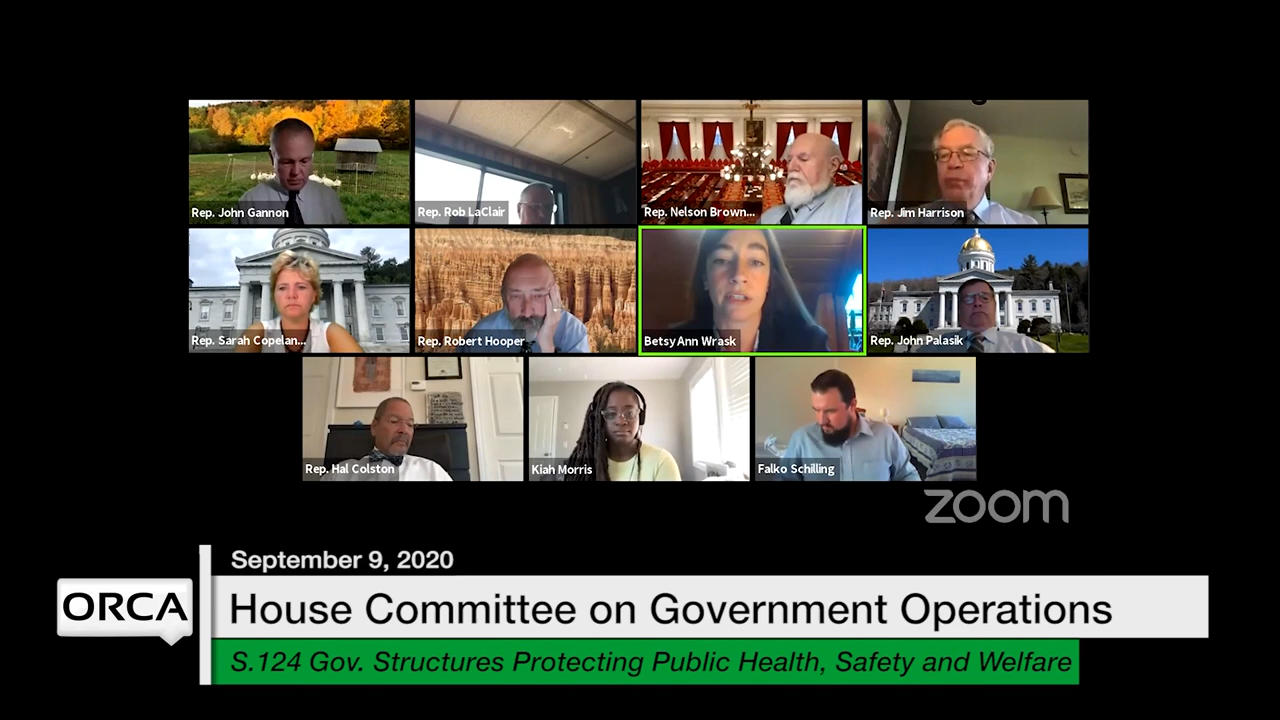 Rep. John Gannon
Rep. Rob LaClair
Rep. Nelson Brown...
Rep. Jim Harrison
Rep. Sarah Copelan...
Rep. Robert Hooper
BetsyAnn Wrask
Rep. John Palasik
Rep. Hal Colston
Kiah Morris
Falko Schilling
zoom
September 9, 2020
ORCA
House Committee on Government Operations
S.124 Gov. Structures Protecting Public Health, Safety and Welfare